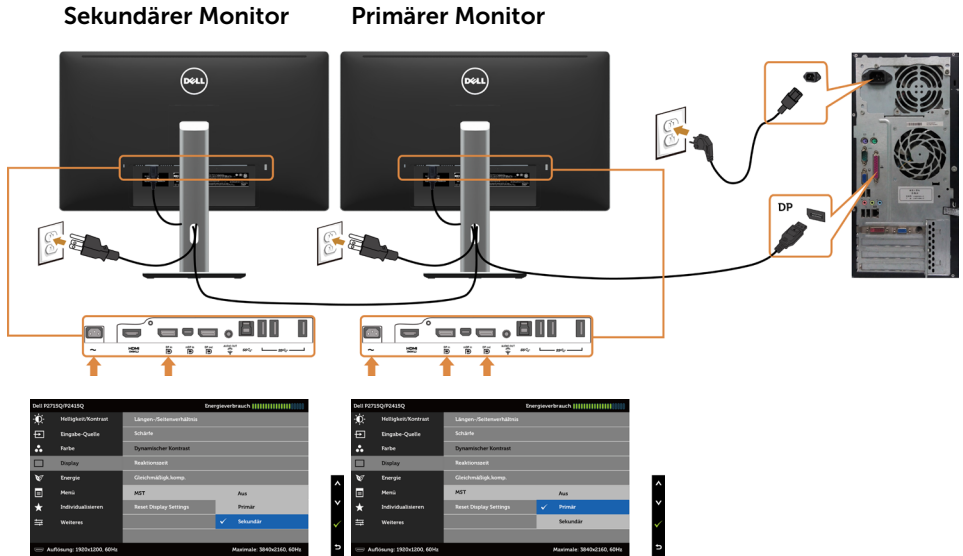 Sekundärer Monitor
Primärer Monitor
DELL
DELL
DP
HDMI
HDMI
Dell P2715Q/P2415Q
Energieverbrauch
Helligkeit/Kontrast
Längen-/Seitenverhältnis
Eingabe-Quelle
Schärfe
Farbe
Dynamischer Kontrast
Display
Reaktionszeit
Energie
Gleichmäßigk.komp.
Menü
MST
Aus
Individualisieren
Reset Display Settings
Primär
Weiteres
Sekundär
Auflösung: 1920x1200, 60Hz
Maximale: 3840x2160, 60Hz
Dell P2715Q/P2415Q
Energieverbrauch
Helligkeit/Kontrast
Längen-/Seitenverhältnis
Eingabe-Quelle
Schärfe
Farbe
Dynamischer Kontrast
Display
Reaktionszeit
Energie
Gleichmäßigk.komp.
Menü
MST
Aus
Individualisieren
Reset Display Settings
Primär
Weiteres
Sekundär
Auflösung: 1920x1200, 60Hz
Maximale: 3840x2160, 60Hz